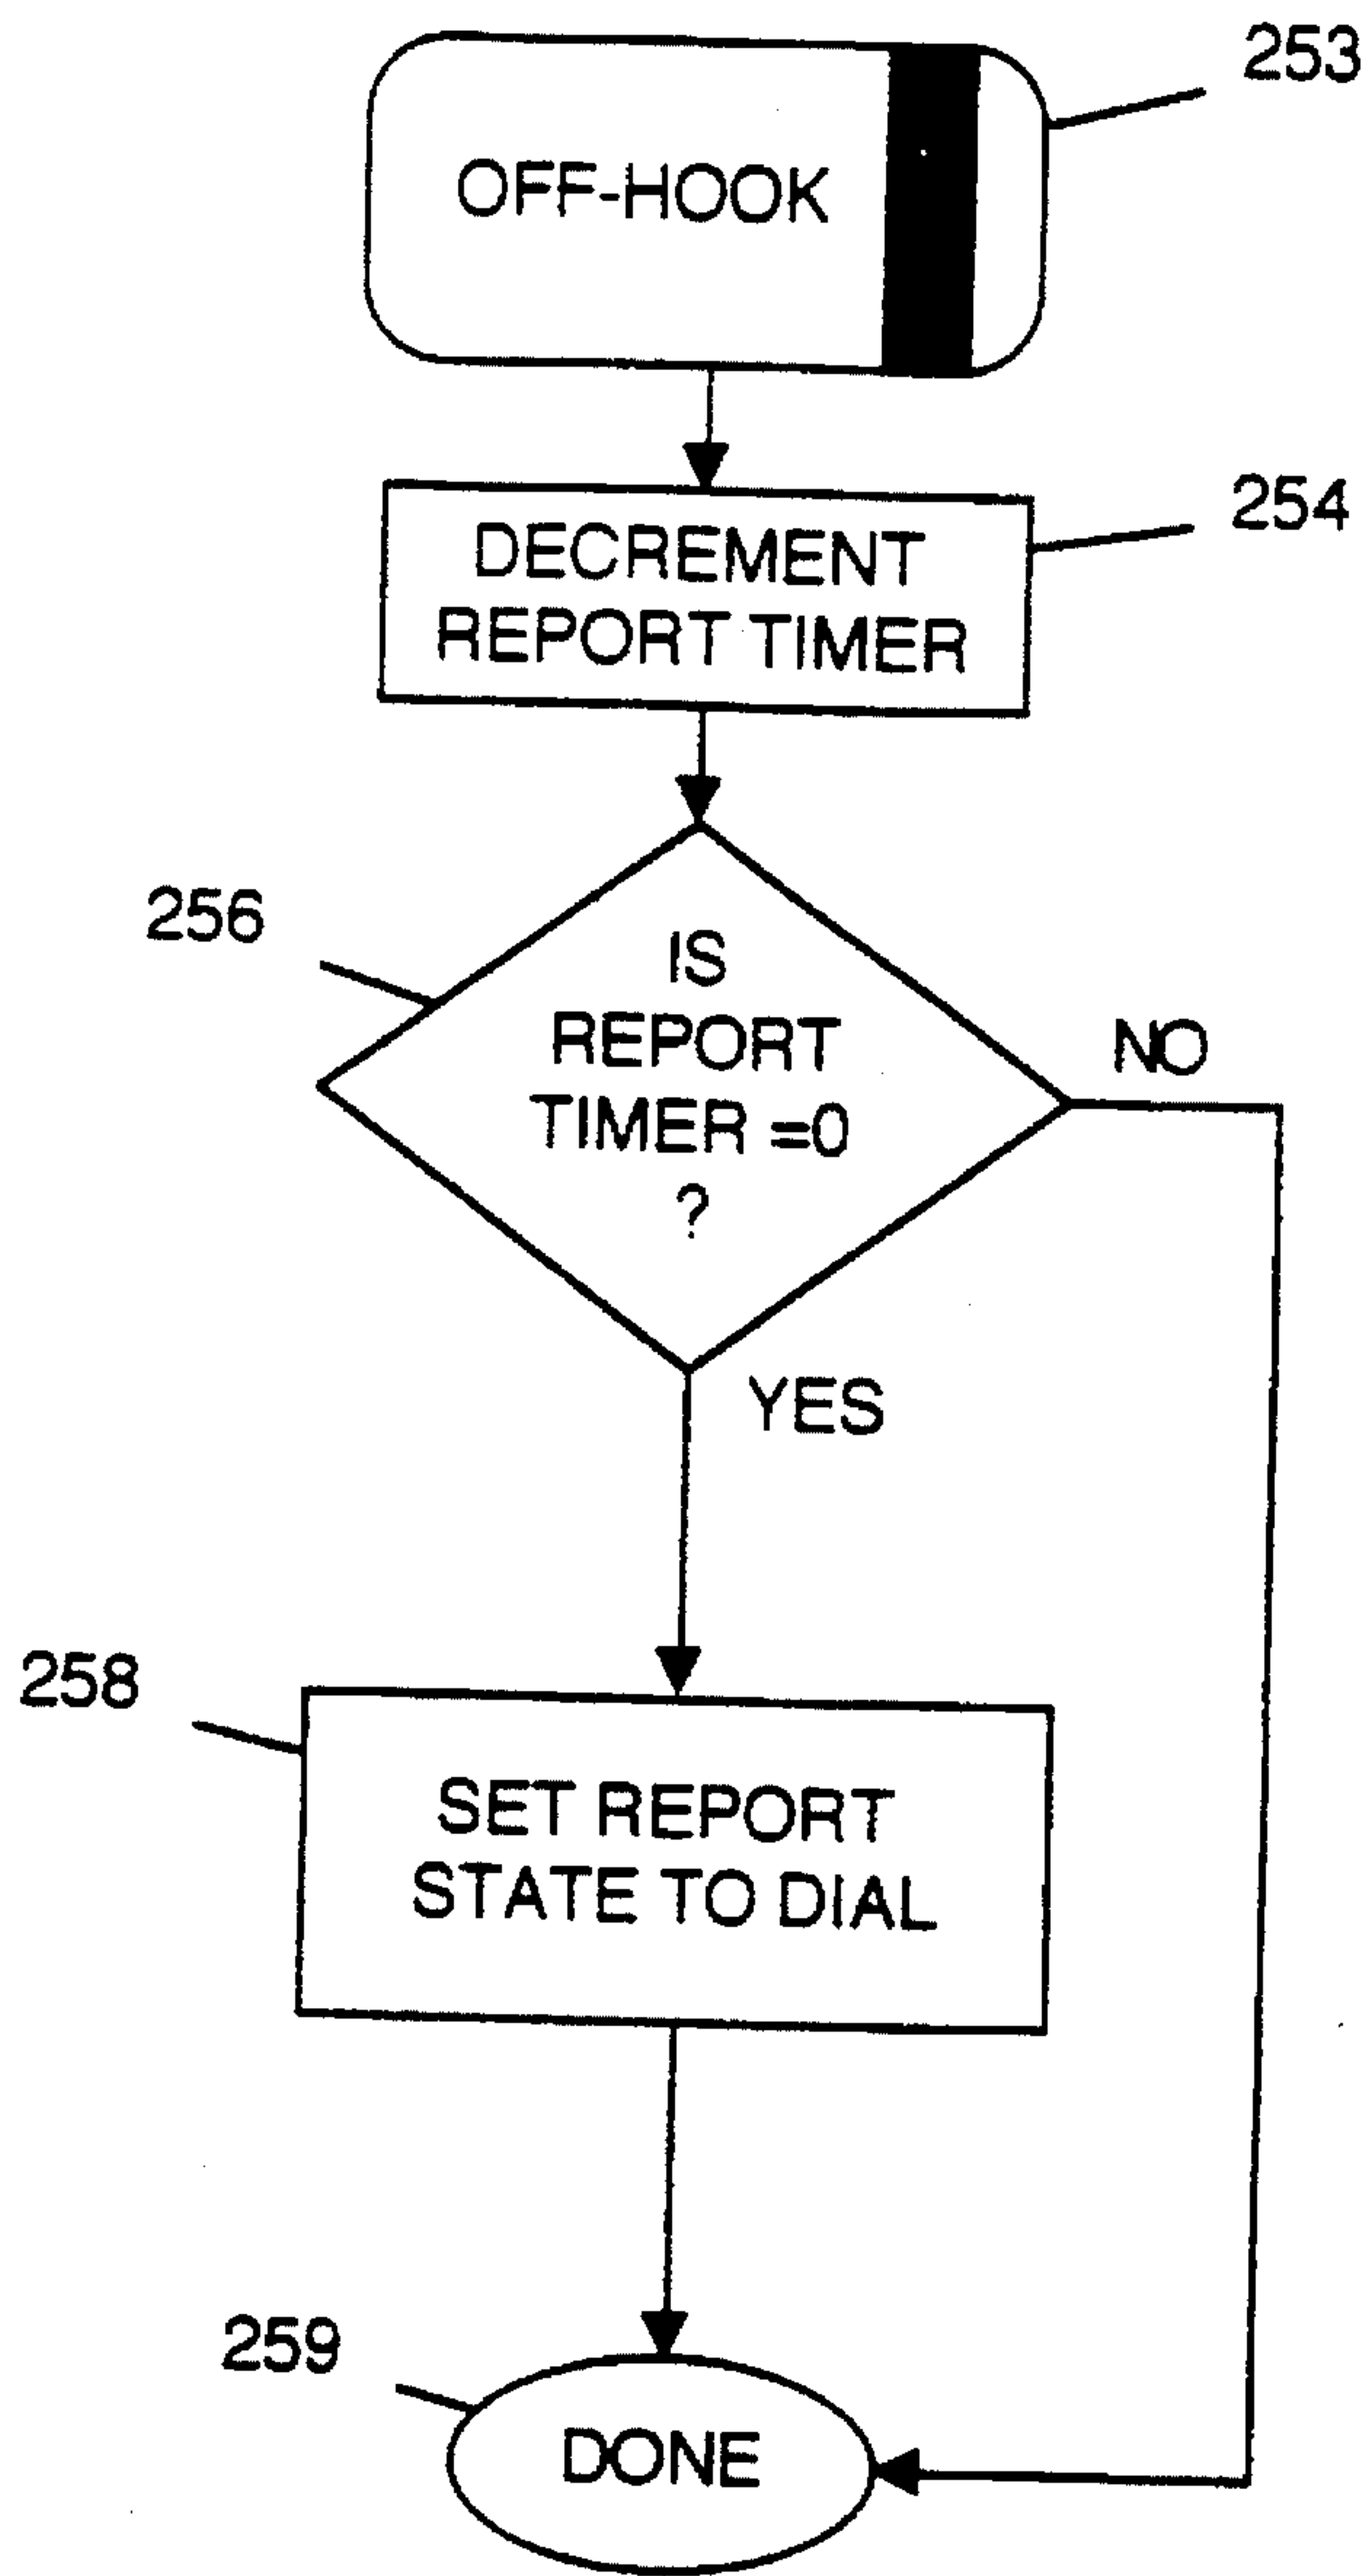 253
OFF-HOOK
254
DECREMENT
REPORT TIMER
256
IS
REPORT
TIMER =0
?
NO
YES
258
SET REPORT
STATE TO DIAL
259
DONE